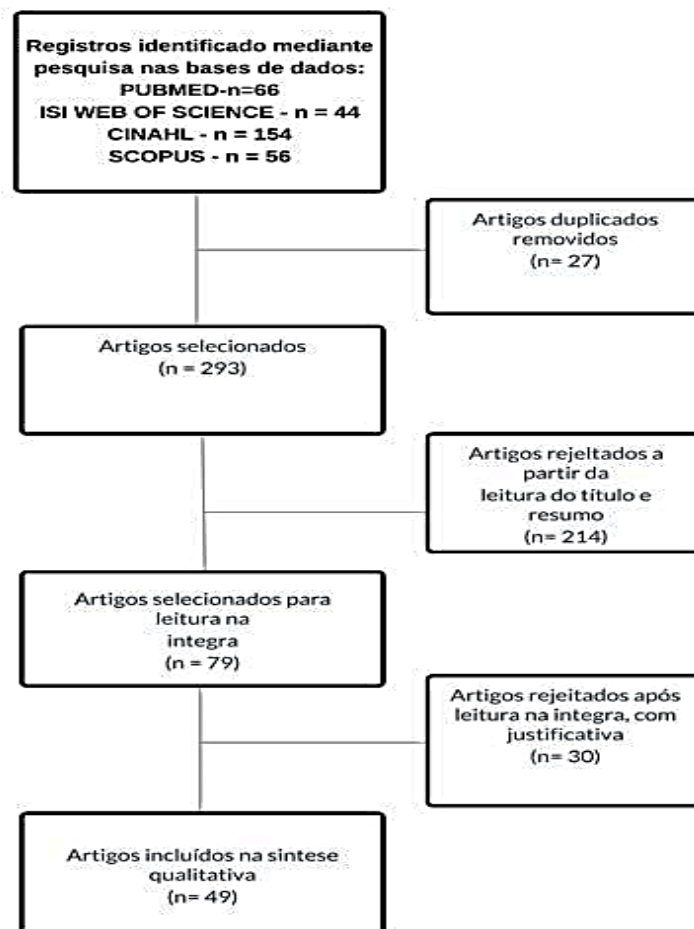 Registros identificado mediante
pesquisa nas bases de dados:
PUBMED-n=66
ISI WEB OF SCIENCE - n = 44
CINAHL - n = 154
SCOPUS - n = 56
Artigos duplicados
removidos
(n= 27)
Artigos selecionados
(n = 293)
Artigos rejeltados a
partir da
leitura do título e
resumo
(n= 214)
Artigos selecionados para
leitura na
integra
(n = 79)
Artigos rejeitados após
leitura na integra, com
justificativa
(n= 30)
Artigos incluídos na sintese
qualitativa
(n= 49)